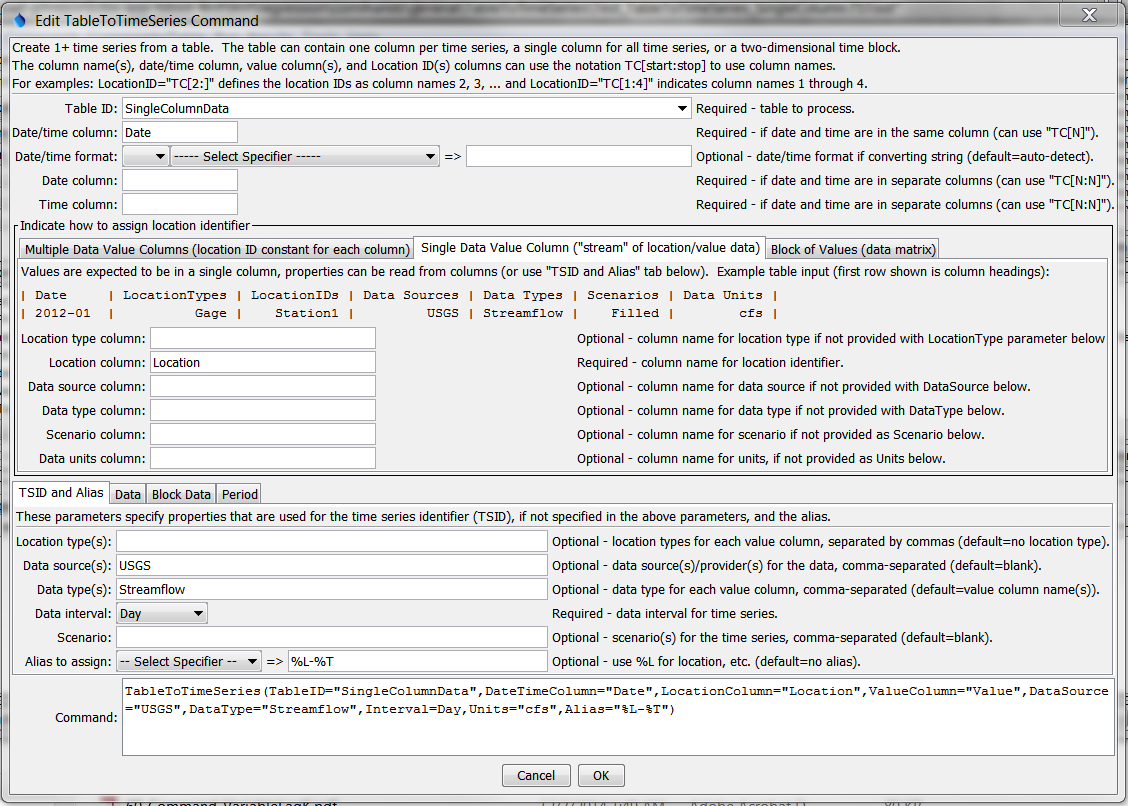 Edit TableToTimeSeries Command
Create 1+ time series from a table. The table can contain one column per time series, a single column for all time series, or a two-dimensional time block.
The column name(s), date/time column, value column(s), and Location ID(s) columns can use the notation TC[start:stop] to use column names.
For examples: LocationID="TC[2:]" defines the location IDs as column names 2, 3, ... and LocationID="TC[1:4]" indicates column names 1 through 4.
Table ID: SingleColumnData Required - table to process.
Date/time column: Date Required - if date and time are in the same column (can use "TC[N]").
Date/time format: ----- Select Specifier ----- => Optional - date/time format if converting string (default=auto-detect).
Date column: Required - if date and time are in separate columns (can use "TC[N:N]").
Time column: Required - if date and time are in separate columns (can use "TC[N:N]").
Indicate how to assign location identifier
Multiple Data Value Columns (location ID constant for each column) Single Data Value Column ("stream" of location/value data) Block of Values (data matrix)
Values are expected to be in a single column, properties can be read from columns (or use "TSID and Alias" tab below). Example table input (first row shown is column headings):
| Date | LocationTypes | LocationIDs | Data Sources | Data Types | Scenarios | Data Units |
| 2012-01 | Gage | Station1 | USGS | Streamflow | Filled | cfs |
Location type column: Optional - column name for location type if not provided with LocationType parameter below
Location column: Location Required - column name for location identifier.
Data source column: Optional - column name for data source if not provided with DataSource below.
Data type column: Optional - column name for data type if not provided with DataType below.
Scenario column: Optional - column name for scenario if not provided as Scenario below.
Data units column: Optional - column name for units, if not provided as Units below.
TSID and Alias Data Block Data Period
These parameters specify properties that are used for the time series identifier (TSID), if not specified in the above parameters, and the alias.
Location type(s): Optional - location types for each value column, separated by commas (default=no location type).
Data source(s): USGS Optional - data source(s)/provider(s) for the data, comma-separated (default=blank).
Data type(s): Streamflow Optional - data type for each value column, comma-separated (default=value column name(s)).
Data interval: Day Required - data interval for time series.
Scenario: Optional - scenario(s) for the time series, comma-separated (default=blank).
Alias to assign: -- Select Specifier -- => %L-%T Optional - use %L for location, etc. (default=no alias).
TableToTimeSeries(TableID="SingleColumnData",DateTimeColumn="Date",LocationColumn="Location",ValueColumn="Value",DataSource
="USGS",DataType="Streamflow",Interval=Day,Units="cfs",Alias="%L-%T")
Command:
Cancel OK